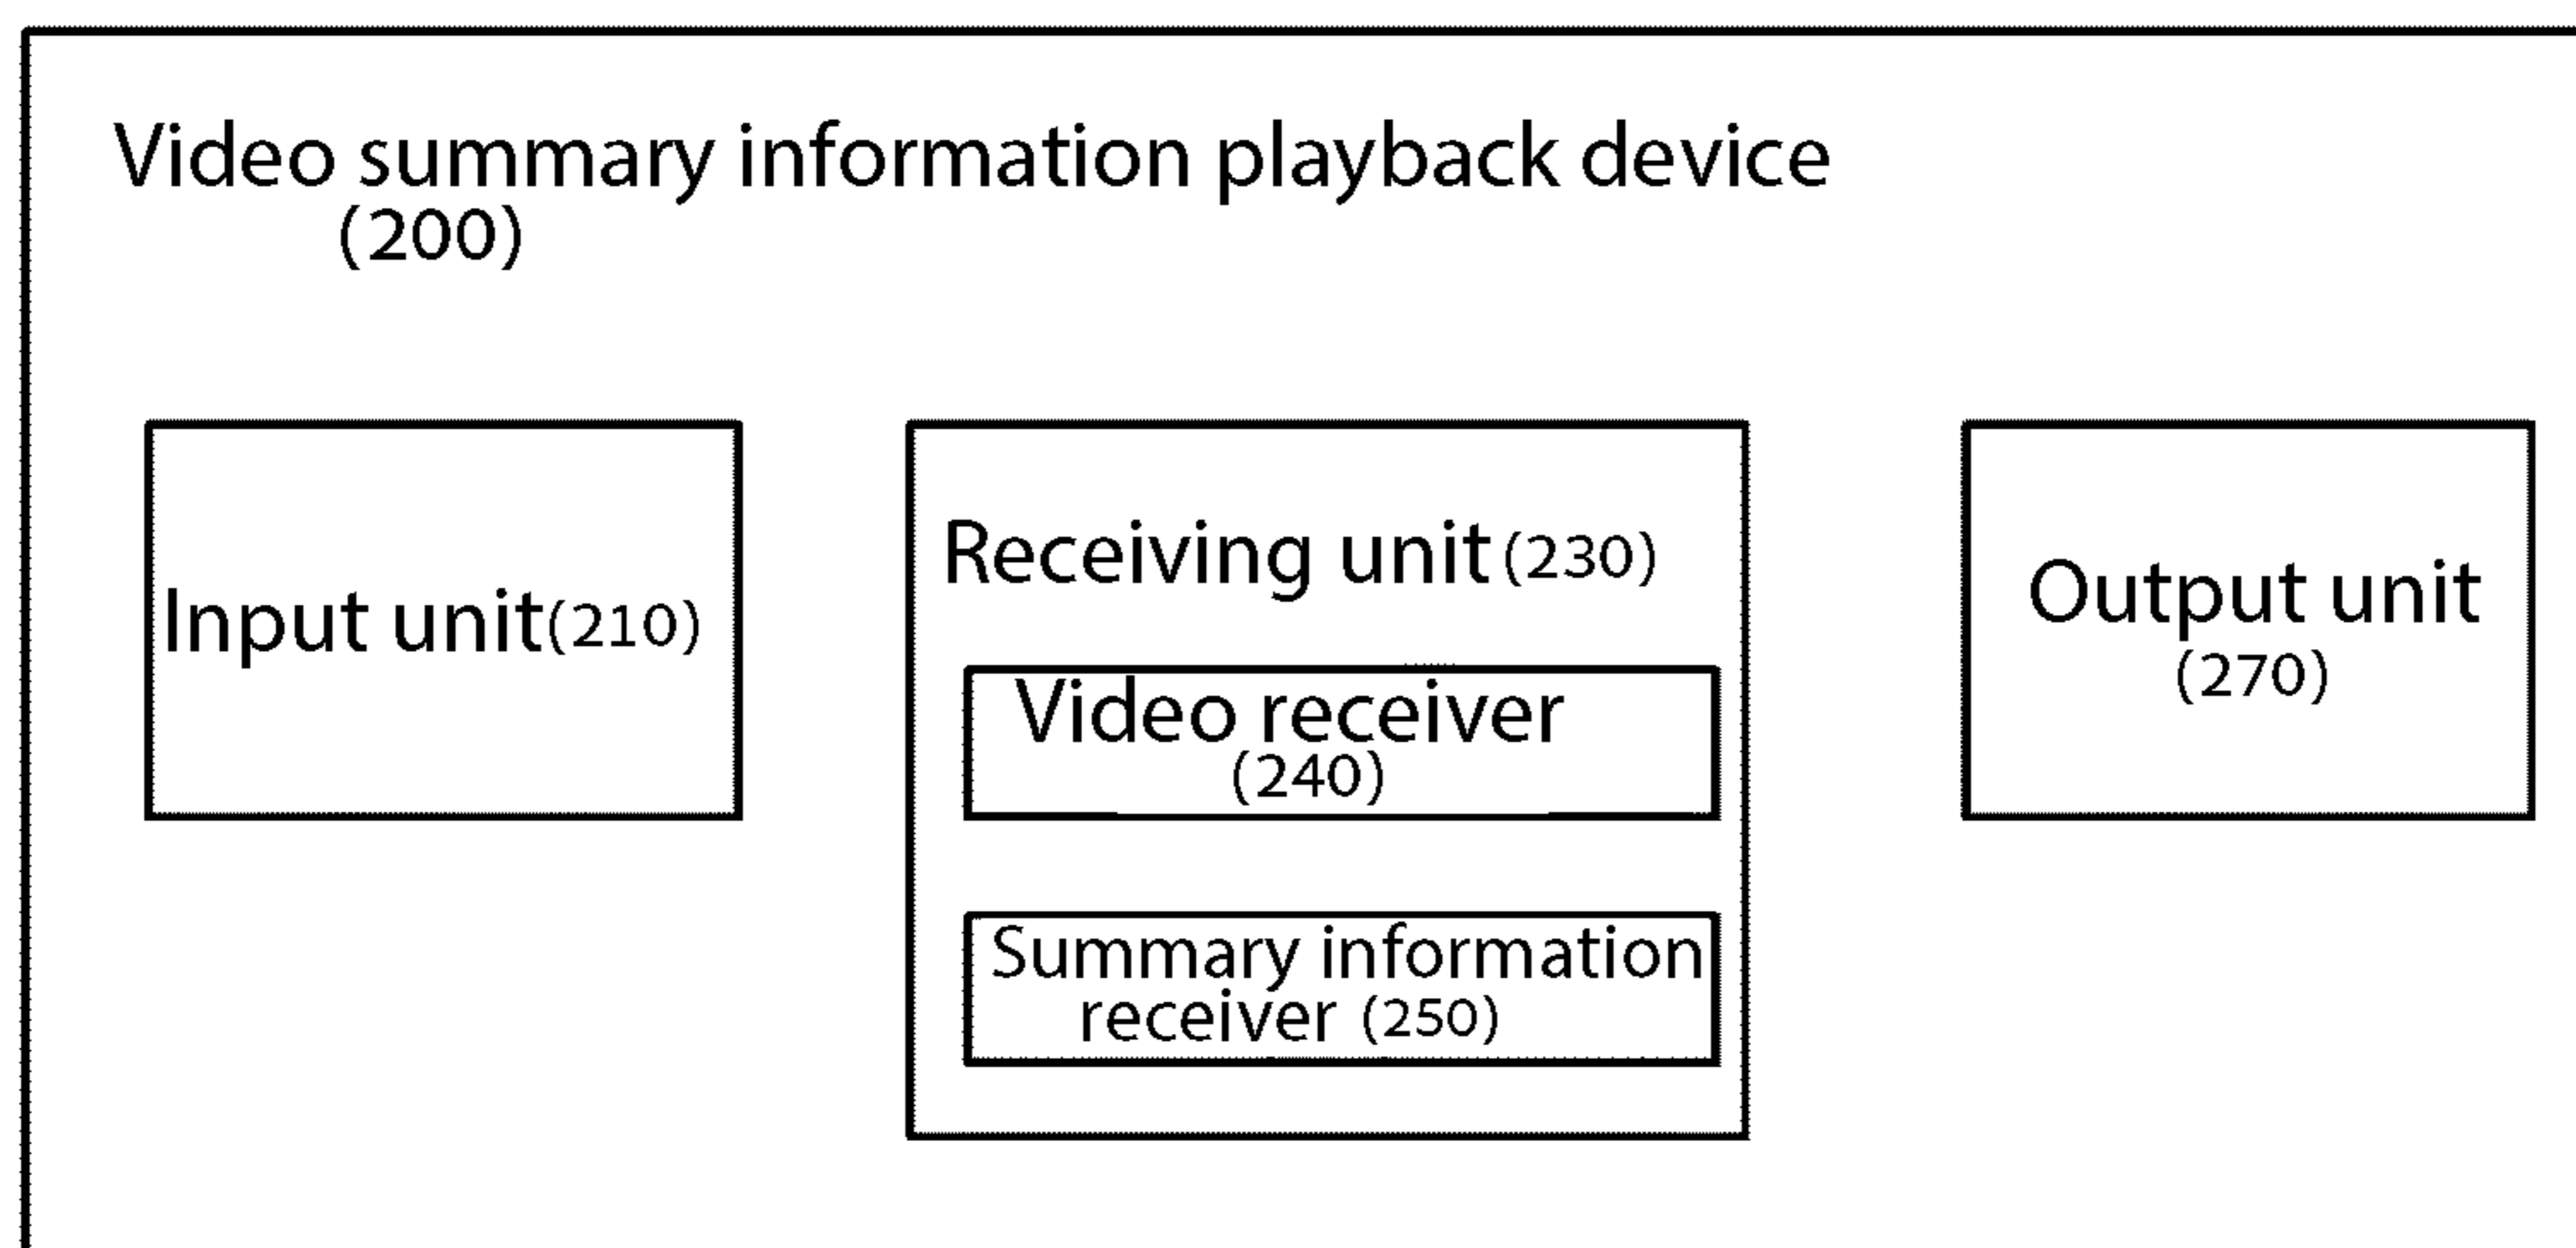 Video summary information playback device
(200)
Input unit(210)
Receiving unit(230)
Video receiver
(240)
Summary information
receiver (250)
Output unit
(270)